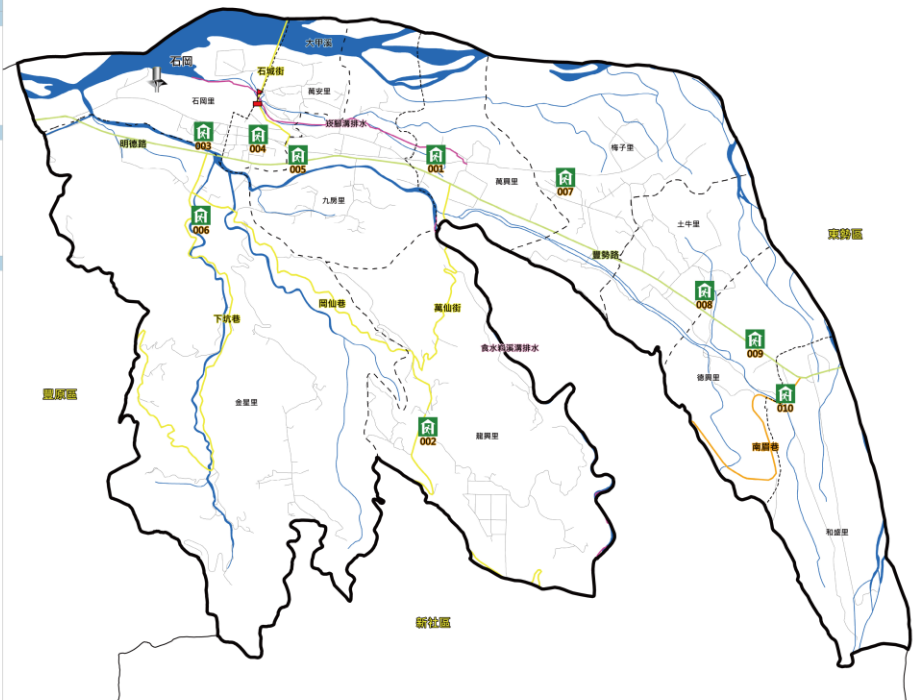 大甲溪
石岡
石城街
萬安里
石岡里
崁腳溝排水
003
004
明德路
005
001
梅子里
萬興里
007
九房里
006
土牛里
東勢區
豐勢路
008
岡仙巷
萬仙街
下坑巷
009
食水嵙溪溝排水
德興里
豐原區
010
金星里
002
龍興里
南眉巷
和盛里
新社區